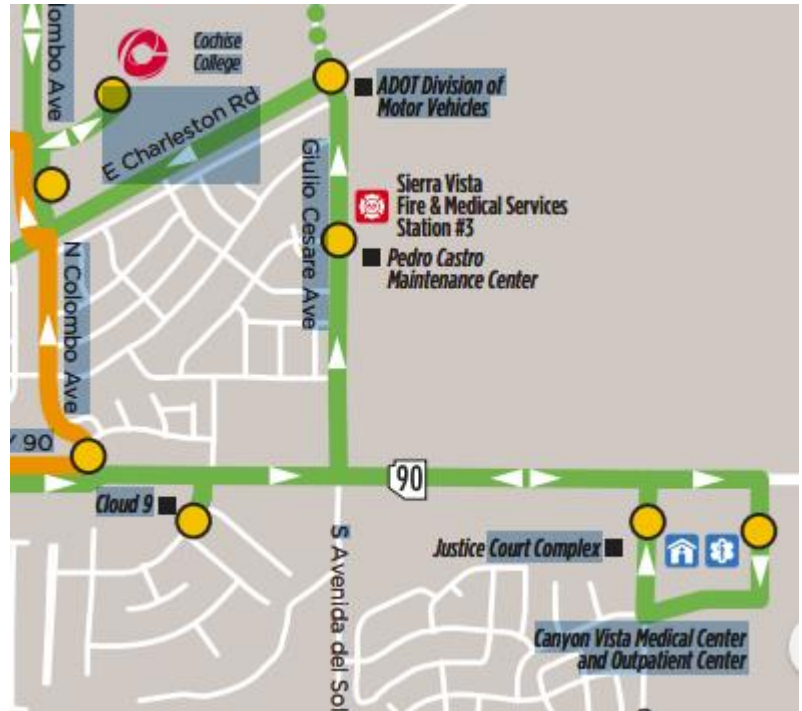 Cochise
College
ADOT Division of
Motor Vehicles
E Charleston Rd
Giulio Cesare Ave
Sierra Vista
Fire & Medical Services
Station #3
Pedro Castro
Maintenance Center
N Colombo Ave
90
Cloud 9
90
Justice Court Complex
S Avenida del Sol
Canyon Vista Medical Center
and Outpatient Center